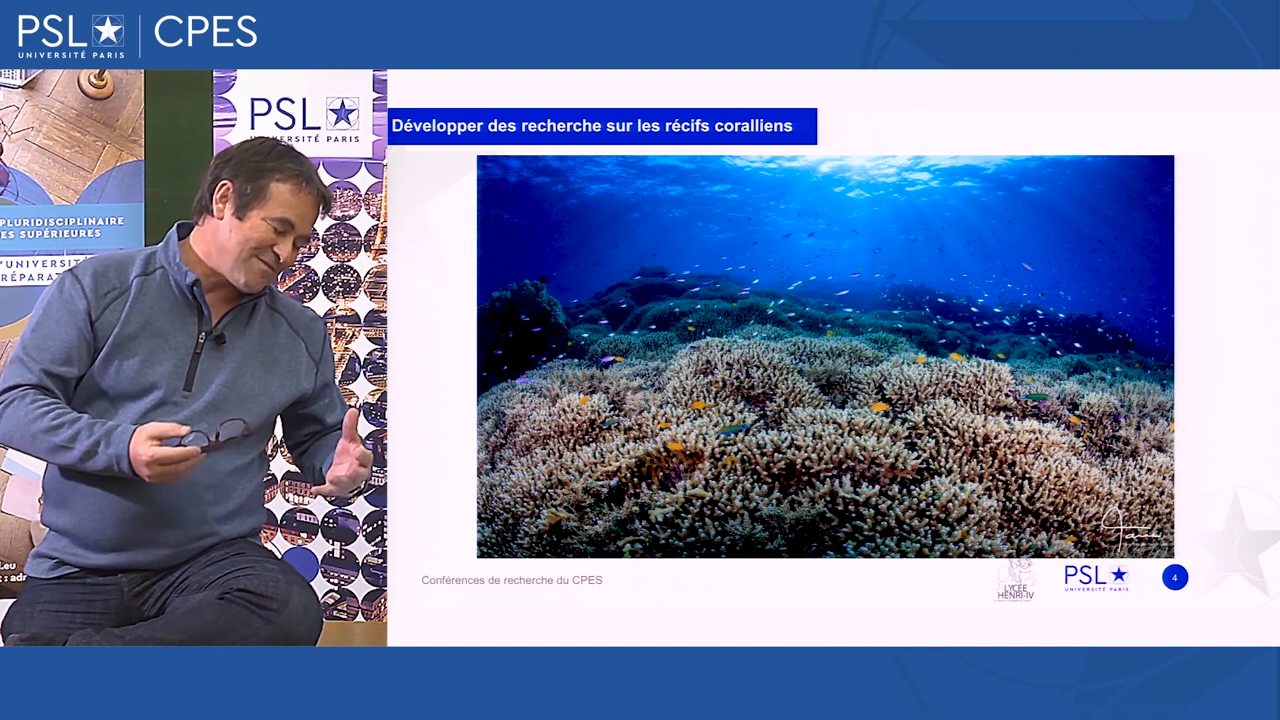 PSL CPES
UNIVERSITÉ PARIS
PSL
UNIVERSITÉ PARIS
PLURIDISCIPLINAIRE
ES SUPÉRIEURES
'UNIVERSIT
RÉPARAT
Leu
: adr
Développer des recherche sur les récifs coralliens
Conférences de recherche du CPES
LYCÉE
HENRI-IV
PSL
UNIVERSITÉ PARIS
4